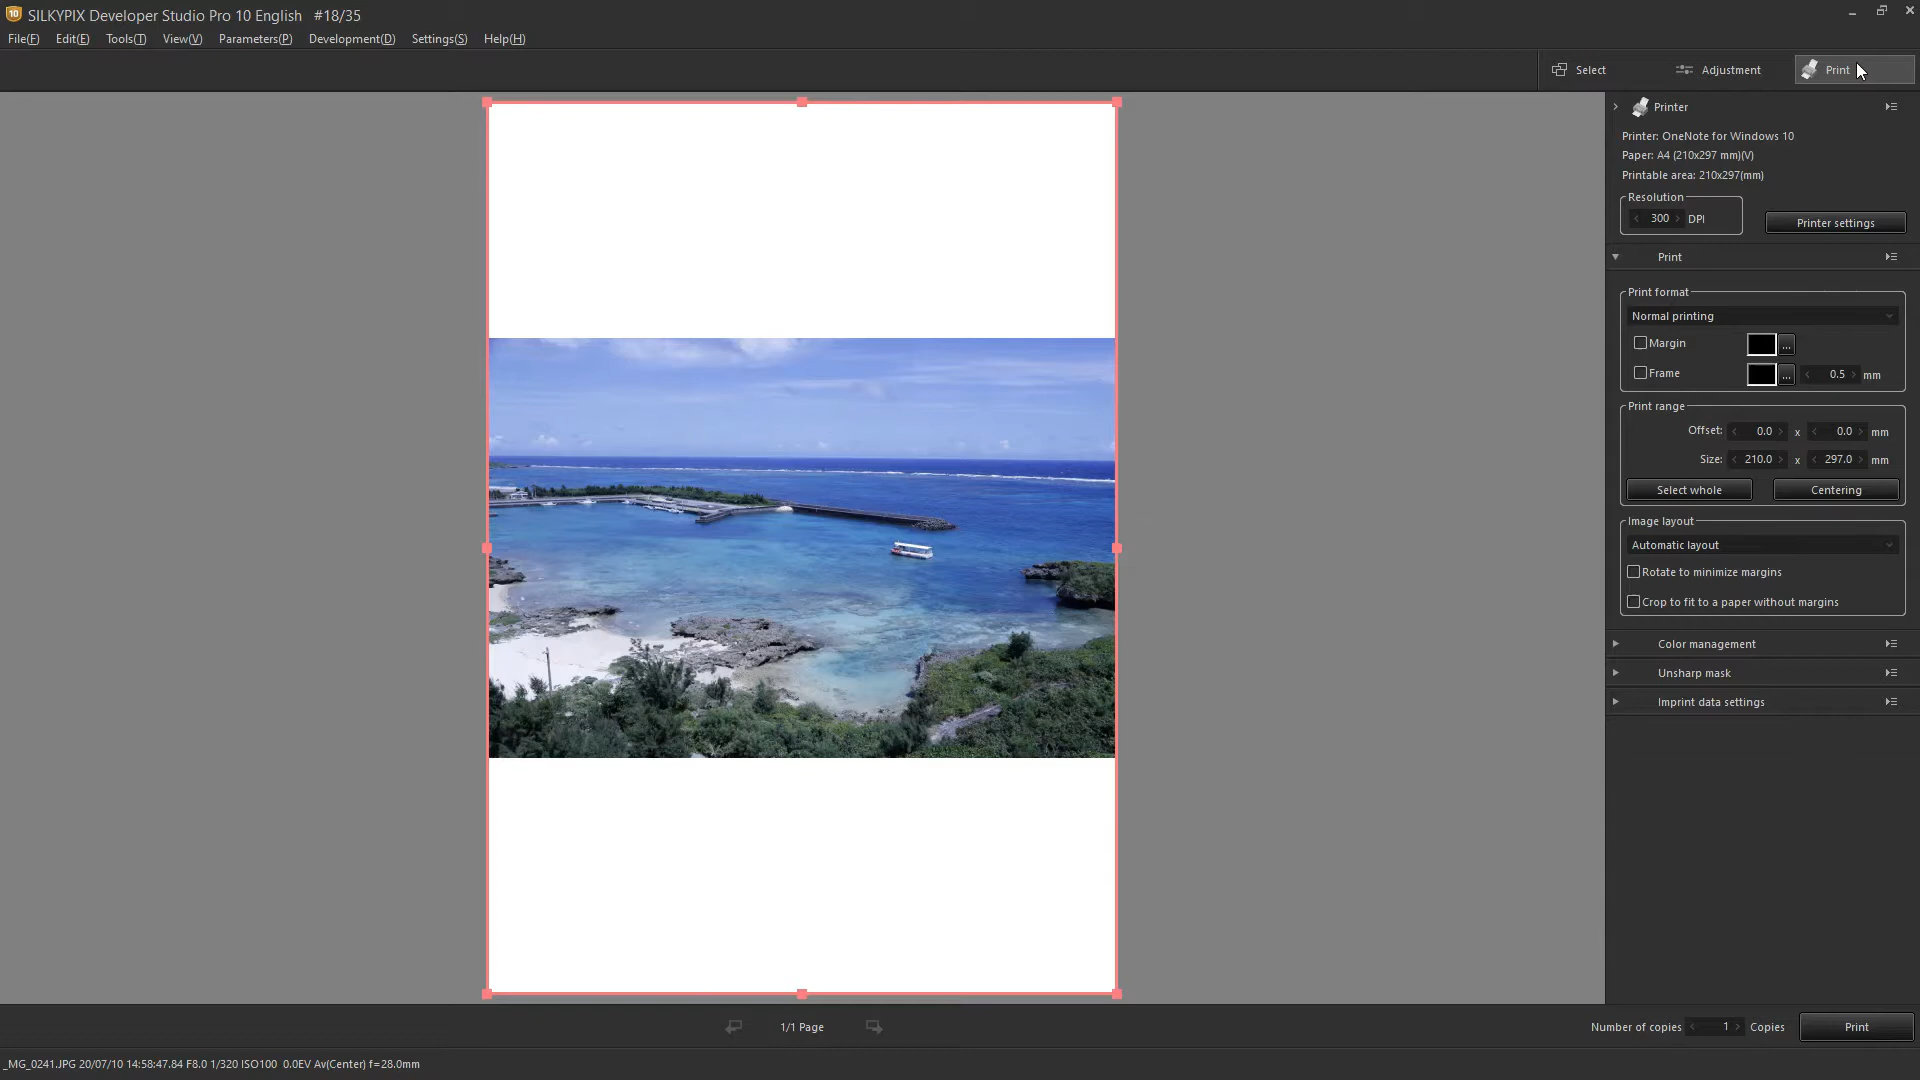 SILKYPIX Developer Studio Pro 10 English #18/35
File(F) Edit(E) Tools(T) View(V) Parameters(P) Development(D) Settings(S) Help(H)
Select Adjustment Print
Printer
Printer: OneNote for Windows 10
Paper: A4 (210x297 mm)(V)
Printable area: 210x297(mm)
Resolution
300 DPI
Printer settings
Print
Print format
Normal printing
Margin ...
Frame ... 0.5 mm
Print range
Offset: 0.0 x 0.0 mm
Size: 210.0 x 297.0 mm
Select whole Centering
Image layout
Automatic layout
Rotate to minimize margins
Crop to fit to a paper without margins
Color management
Unsharp mask
Imprint data settings
1/1 Page Number of copies 1 Copies Print
_MG_0241.JPG 20/07/10 14:58:47.84 F8.0 1/320 ISO100 0.0EV Av(Center) f=28.0mm